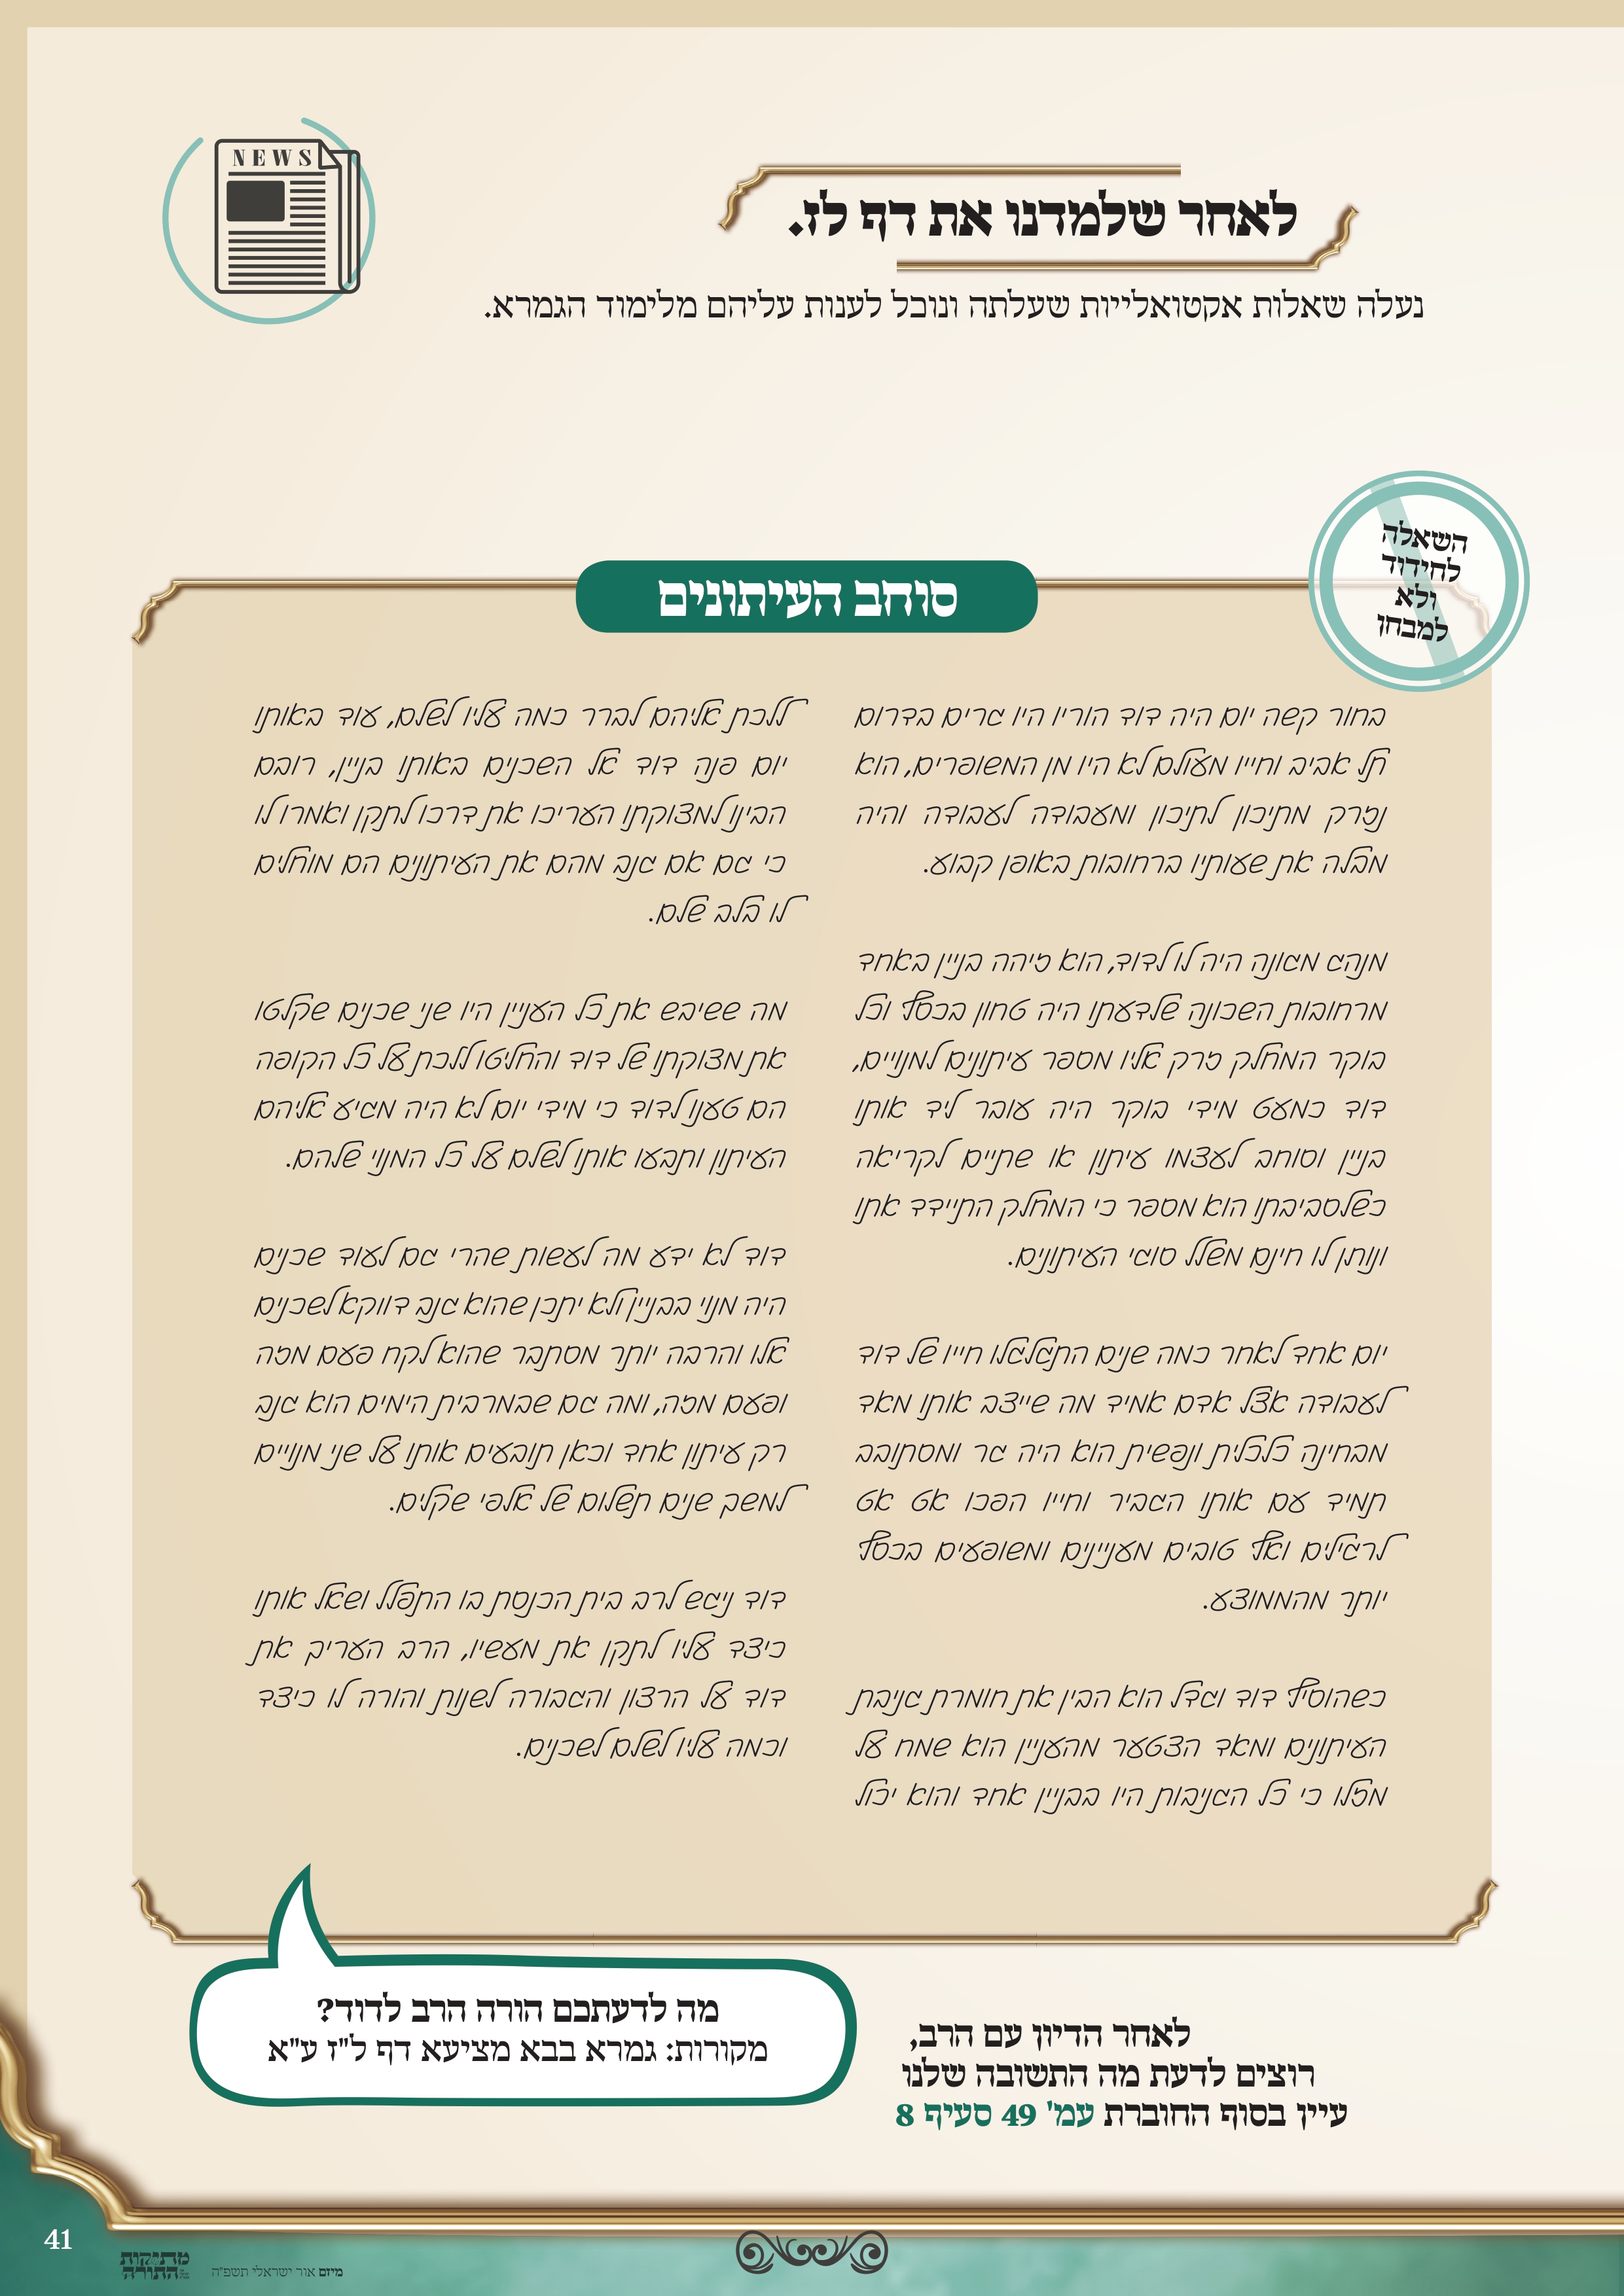 NEWS
לאחר שלמדנו את דף לז.
נעלה שאלות אקטואלייות שעלתה ונוכל לענות עליהם מלימוד הגמרא.
השאלה
לחידוד
ולא
למבחן
סוחב העיתונים
בחור קשה יום היה דוד הוריו היו גרים בדרום
תל אביב וחייו מעולם לא היו מן המשופרים, הוא
נזרק מתיכון לתיכון ומעבודה לעבודה והיה
מבלה את שעותיו ברחובות באופן קבוע.
מנהג מגונה היה לו לדוד, הוא זיהה בניין באחד
מרחובות השכונה שלדעתו היה טחון בכסף וכל
בוקר המחלק זרק אליו מספר עיתונים למנויים,
דוד כמעט מידי בוקר היה עובר ליד אותו
בניין וסוחב לעצמו עיתון או שתיים לקריאה
כשלסביבתו הוא מספר כי המחלק התיידד אתו
ונותן לו חינם משלל סוגי העיתונים.
יום אחד לאחר כמה שנים התגלגלו חייו של דוד
לעבודה אצל אדם אמיד מה שייצב אותו מאד
מבחינה כלכלית ונפשית הוא היה גר ומסתובב
תמיד עם אותו הגביר וחייו הפכו אט אט
לרגילים ואף טובים מעניינים ומשופעים בכסף
יותר מהממוצע.
כשהוסיף דוד וגדל הוא הבין את חומרת גניבת
העיתונים ומאד הצטער מהעניין הוא שמח על
מזלו כי כל הגניבות היו בבניין אחד והוא יכול
ללכת אליהם לברר כמה עליו לשלם, עוד באותו
יום פנה דוד אל השכנים באותו בניין, רובם
הבינו למצוקתו העריכו את דרכו לתקן ואמרו לו
כי גם אם גנב מהם את העיתונים הם מוחלים
לו בלב שלם.
מה ששיבש את כל העניין היו שני שכנים שקלטו
את מצוקתו של דוד והחליטו ללכת על כל הקופה
הם טענו לדוד כי מידי יום לא היה מגיע אליהם
העיתון ותבעו אותו לשלם על כל המנוי שלהם.
דוד לא ידע מה לעשות שהרי גם לעוד שכנים
היה מנוי בבניין ולא יתכן שהוא גנב דווקא לשכנים
אלו והרבה יותר מסתבר שהוא לקח פעם מזה
ופעם מזה, ומה גם שבמרבית הימים הוא גנב
רק עיתון אחד וכאן תובעים אותו על שני מנויים
למשך שנים תשלום של אלפי שקלים.
דוד ניגש לרב בית הכנסת בו התפלל ושאל אותו
כיצד עליו לתקן את מעשיו, הרב העריך את
דוד על הרצון והגבורה לשנות והורה לו כיצד
וכמה עליו לשלם לשכנים.
מה לדעתכם הורה הרב לדוד?
מקורות: גמרא בבא מציעא דף ל"ז ע"א
לאחר הדיון עם הרב,
רוצים לדעת מה התשובה שלנו
עיין בסוף החוברת עמ' 49 סעיף 8
41
מתיקות
התורה
מיזם אור ישראלי תשפ"ה